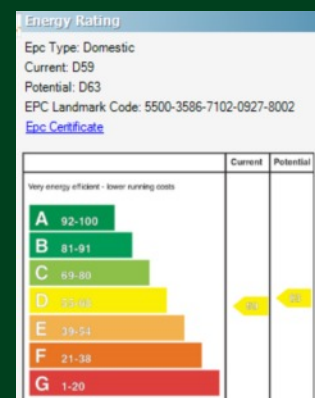 Energy Rating
Epc Type: Domestic
Current: D59
Potential: D63
EPC Landmark Code: 5500-3586-7102-0927-8002
Epc Certificate
Current Potential
Very energy efficient - lower running costs
A 92-100
B 81-91
C 69-80
D
E 39-54
F 21-38
G 1-20